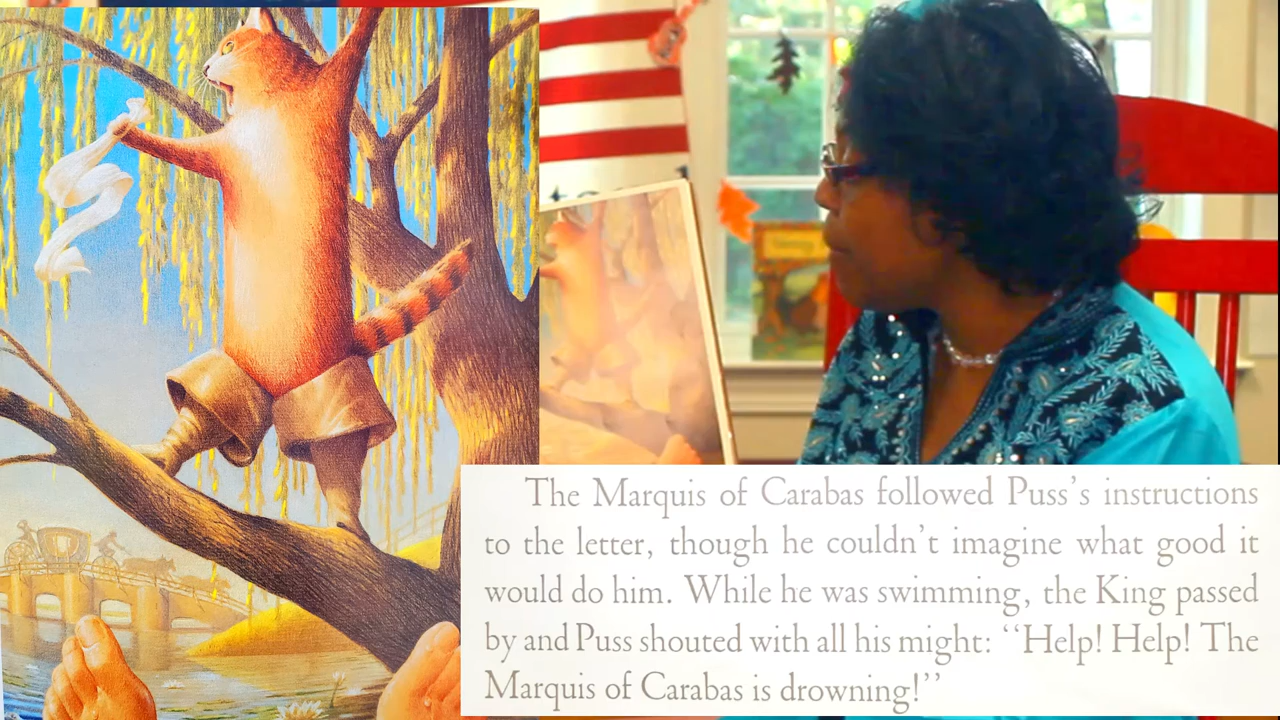 The Marquis of Carabas followed Puss's instructions
to the letter, though he couldn't imagine what good it
would do him. While he was swimming, the King passed
by and Puss shouted with all his might: “Help! Help! The
Marquis of Carabas is drowning!”